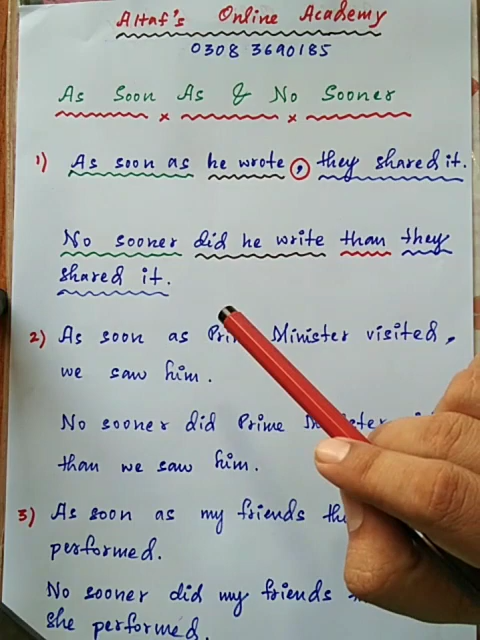 Altaf's Online Academy
0308 3690185
As Soon As & No Sooner
1) As soon as he wrote, they shared it.
No sooner did he write than they
shared it.
2) As soon as Minister visited,
we saw him.
No sooner did Prime
than we saw him.
3) As soon as my friends
performed.
No sooner did my friends
she performed.